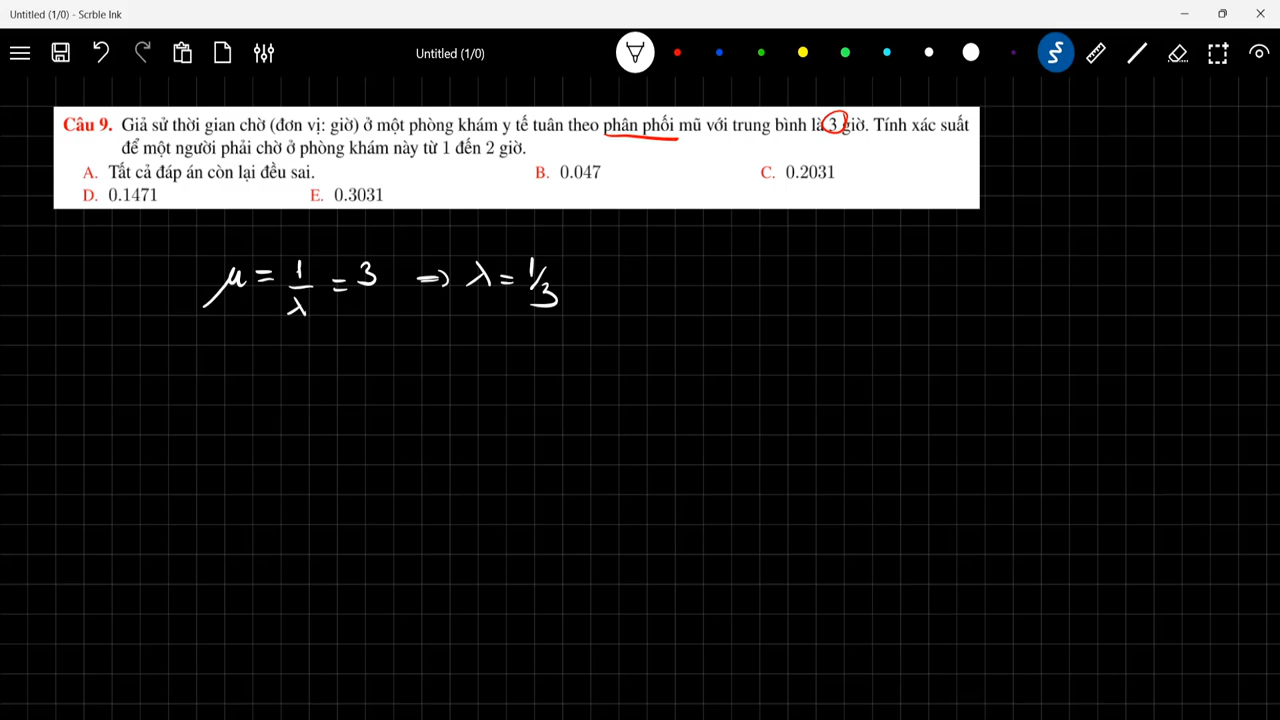 Untitled (1/0) - Scrble Ink
Untitled (1/0)
Câu 9. Giả sử thời gian chờ (đơn vị: giờ) ở một phòng khám y tế tuân theo phân phối mũ với trung bình là 3 giờ. Tính xác suất
để một người phải chờ ở phòng khám này từ 1 đến 2 giờ.
A. Tất cả đáp án còn lại đều sai. B. 0.047 C. 0.2031
D. 0.1471 E. 0.3031
μ = 1/λ = 3 ⇒ λ = 1/3